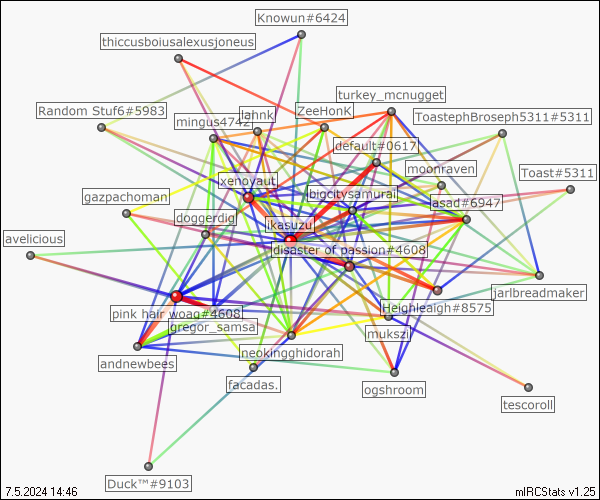 Knowun#6424
thiccusboiusalexusjoneus
turkey_mcnugget
Random Stuf6#5983
lahnk
ZeeHonK
ToastephBroseph5311#5311
mingus4742
default#0617
moonraven
Toast#5311
xenoyaut
gazpachoman
bigcitysamurai
asad#6947
doggerdig
ikasuzu
avelicious
disaster of passion#4608
jarlbreadmaker
pink hair woag#4608
Heighleaigh#8575
gregor_samsa
mukszi
neokingghidorah
andnewbees
facadas.
ogshroom
tescoroll
Duck™#9103
7.5.2024 14:46
mIRCStats v1.25